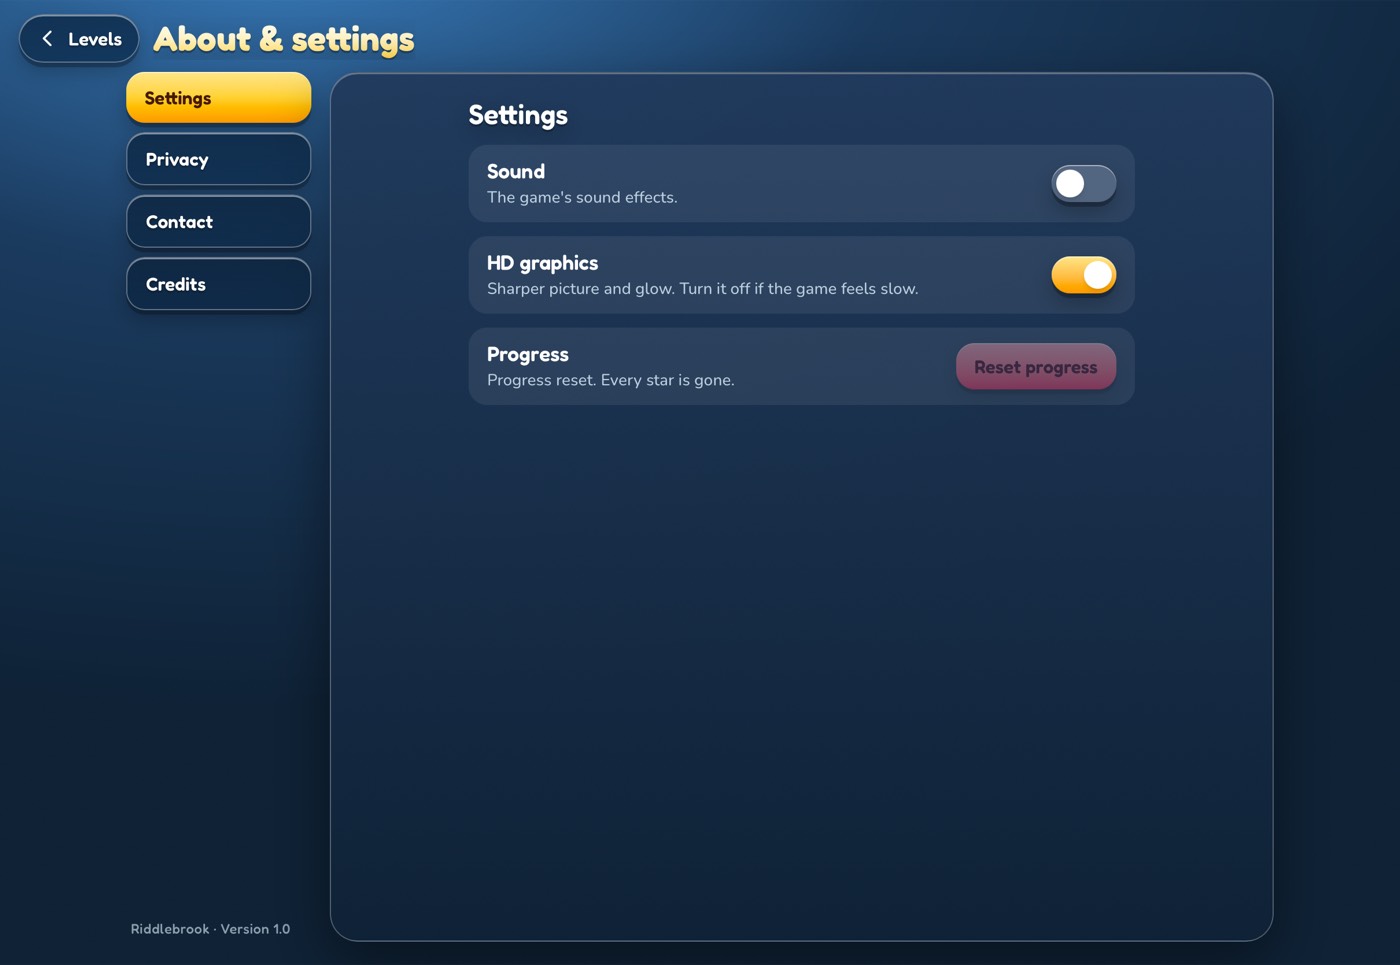 Levels
About & settings
Settings
Privacy
Contact
Credits
Settings
Sound
The game's sound effects.
HD graphics
Sharper picture and glow. Turn it off if the game feels slow.
Progress
Progress reset. Every star is gone.
Reset progress
Riddlebrook · Version 1.0